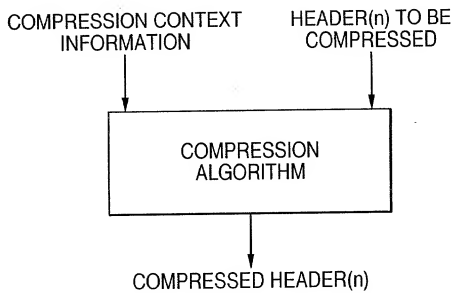 COMPRESSION CONTEXT
INFORMATION
HEADER(n) TO BE
COMPRESSED
COMPRESSION
ALGORITHM
COMPRESSED HEADER(n)